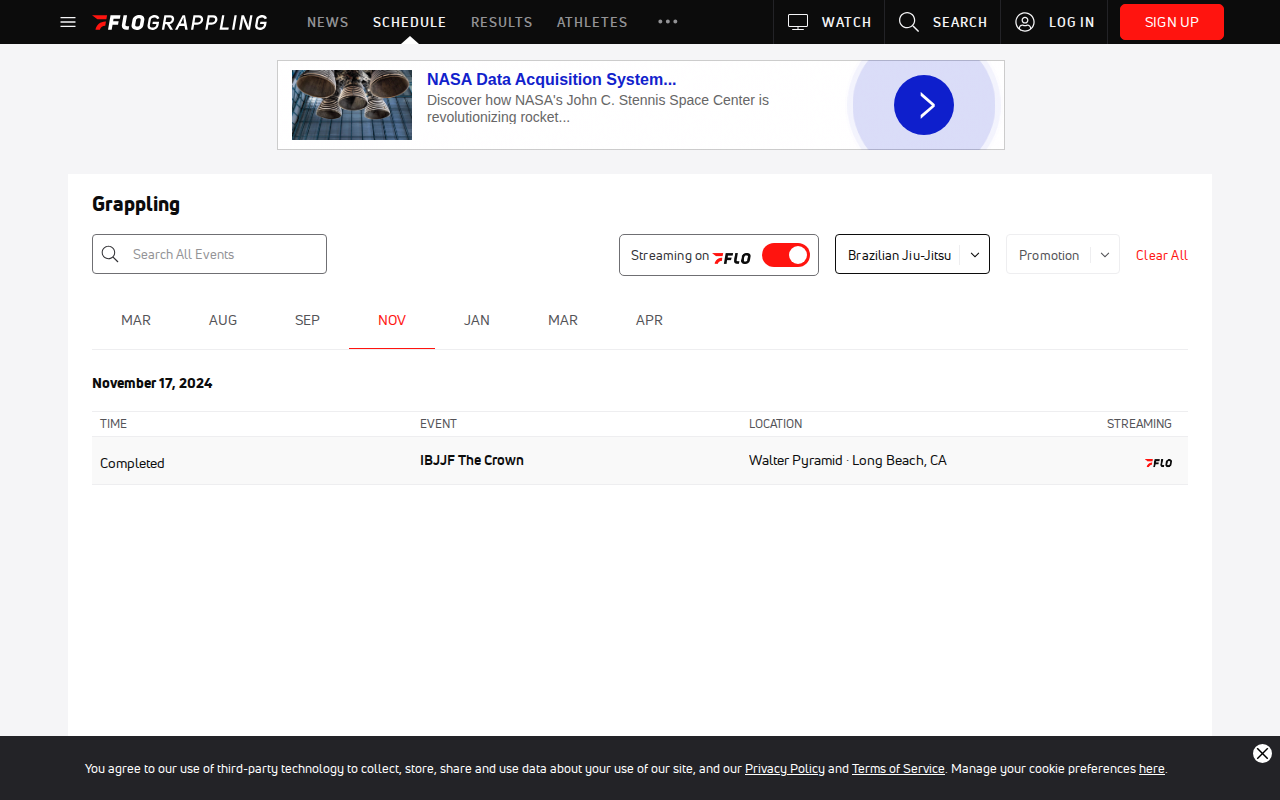 FLOGRAPPLING NEWS SCHEDULE RESULTS ATHLETES WATCH SEARCH LOG IN SIGN UP
NASA Data Acquisition System...
Discover how NASA's John C. Stennis Space Center is
revolutionizing rocket...
Grappling
Search All Events Streaming on FLO Brazilian Jiu-Jitsu Promotion Clear All
MAR AUG SEP NOV JAN MAR APR
November 17, 2024
TIME EVENT LOCATION STREAMING
Completed IBJJF The Crown Walter Pyramid · Long Beach, CA FLO
You agree to our use of third-party technology to collect, store, share and use data about your use of our site, and our Privacy Policy and Terms of Service. Manage your cookie preferences here.